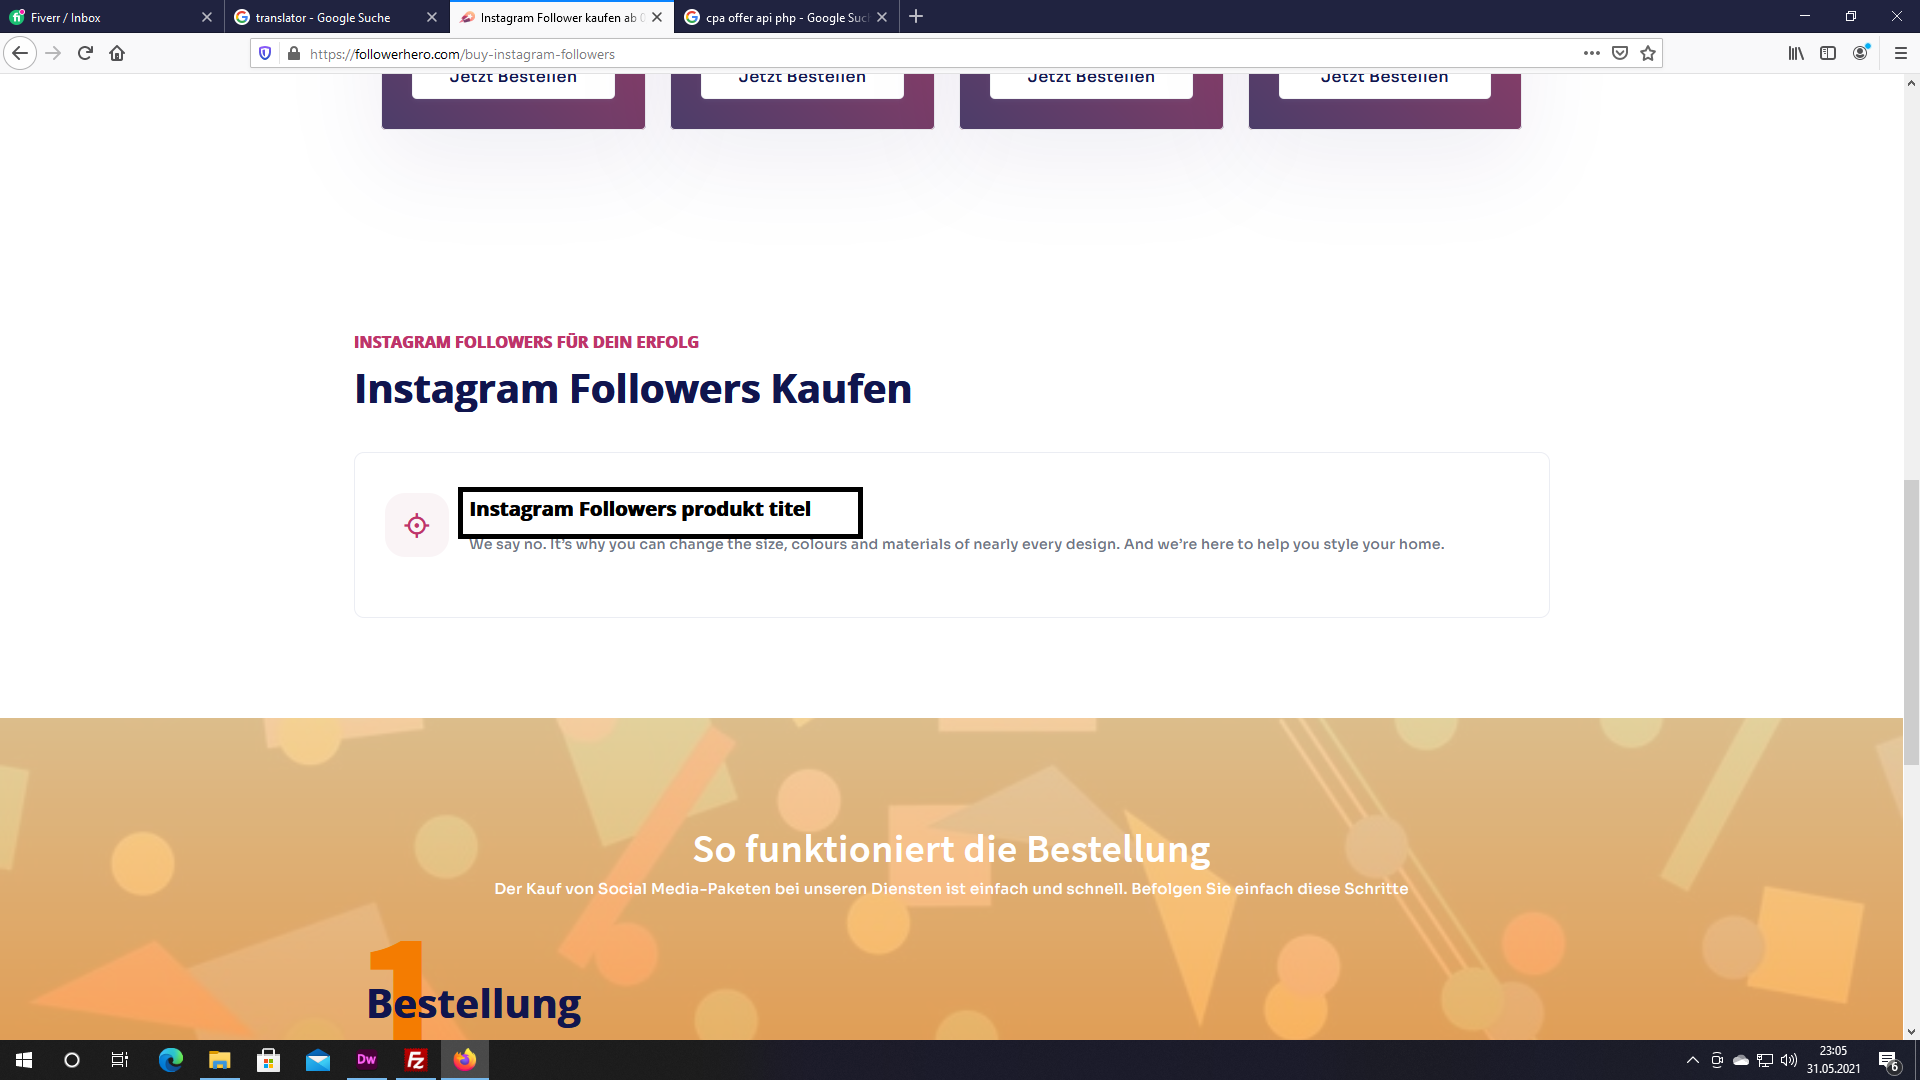 Fiverr / Inbox
translator - Google Suche
Instagram Follower kaufen ab 0
cpa offer api php - Google Suc
https://followerhero.com/buy-instagram-followers
Jetzt Bestellen
Jetzt Bestellen
Jetzt Bestellen
Jetzt Bestellen
INSTAGRAM FOLLOWERS FÜR DEIN ERFOLG
Instagram Followers Kaufen
Instagram Followers produkt titel
We say no. It's why you can change the size, colours and materials of nearly every design. And we're here to help you style your home.
So funktioniert die Bestellung
Der Kauf von Social Media-Paketen bei unseren Diensten ist einfach und schnell. Befolgen Sie einfach diese Schritte
1
Bestellung
Dw
Fz
23:05
31.05.2021
6